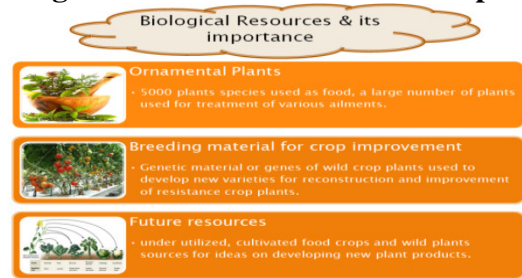 Biological Resources & its
importance
Ornamental Plants
• 5000 plants species used as food, a large number of plants
used for treatment of various ailments.
Breeding material for crop improvement
• Genetic material or genes of wild crop plants used to
develop new varieties for reconstruction and improvement
of resistance crop plants.
Future resources
• under utilized, cultivated food crops and wild plants
sources for ideas on developing new plant products.